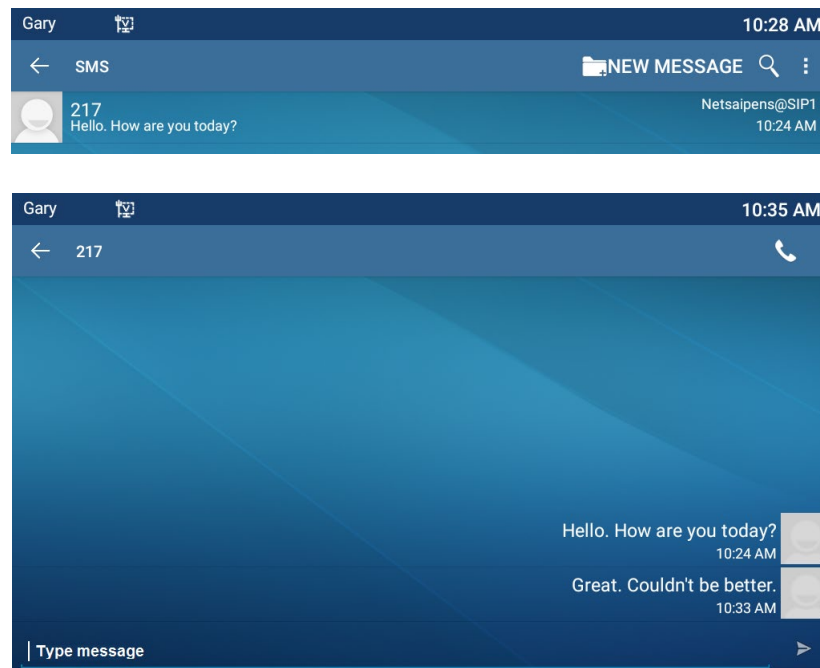 Gary 10:28 AM
SMS NEW MESSAGE
217 Netsaipens@SIP1
Hello. How are you today? 10:24 AM
Gary 10:35 AM
217
Hello. How are you today?
10:24 AM
Great. Couldn't be better.
10:33 AM
Type message